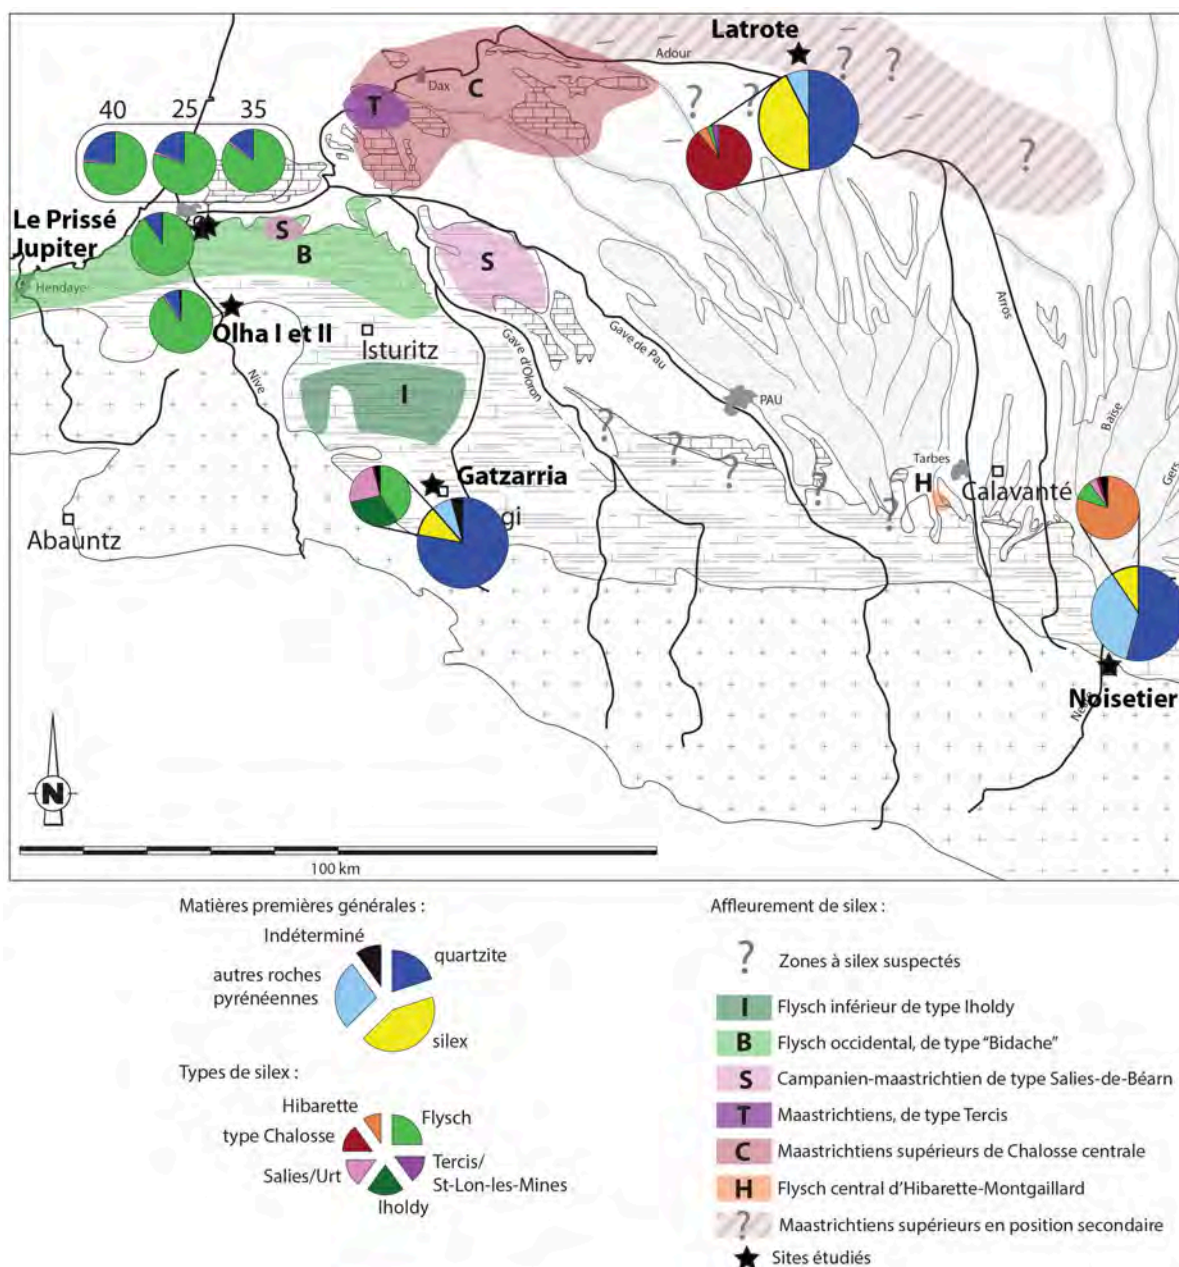 Latrote
Adour
?
?
?
?
?
?
Dax
C
T
40
25
35
Le Prissé
Jupiter
S
B
S
Hendaye
Olha I et II
Isturitz
Nive
I
Gave d'Oloron
Gave de Pau
PAU
Arros
Baïse
Gers
?
?
?
?
?
Tarbes
H
Calavanté
Gatzarria
gi
Abauntz
Noisetier
N
100 km
Matières premières générales :
Indéterminé
quartzite
autres roches
pyrénéennes
silex
Types de silex :
Hibarette
Flysch
type Chalosse
Salies/Urt
Tercis/
St-Lon-les-Mines
Iholdy
Affleurement de silex :
? Zones à silex suspectés
I Flysch inférieur de type Iholdy
B Flysch occidental, de type "Bidache"
S Campanien-maastrichtien de type Salies-de-Béarn
T Maastrichtiens, de type Tercis
C Maastrichtiens supérieurs de Chalosse centrale
H Flysch central d'Hibarette-Montgaillard
? Maastrichtiens supérieurs en position secondaire
Sites étudiés